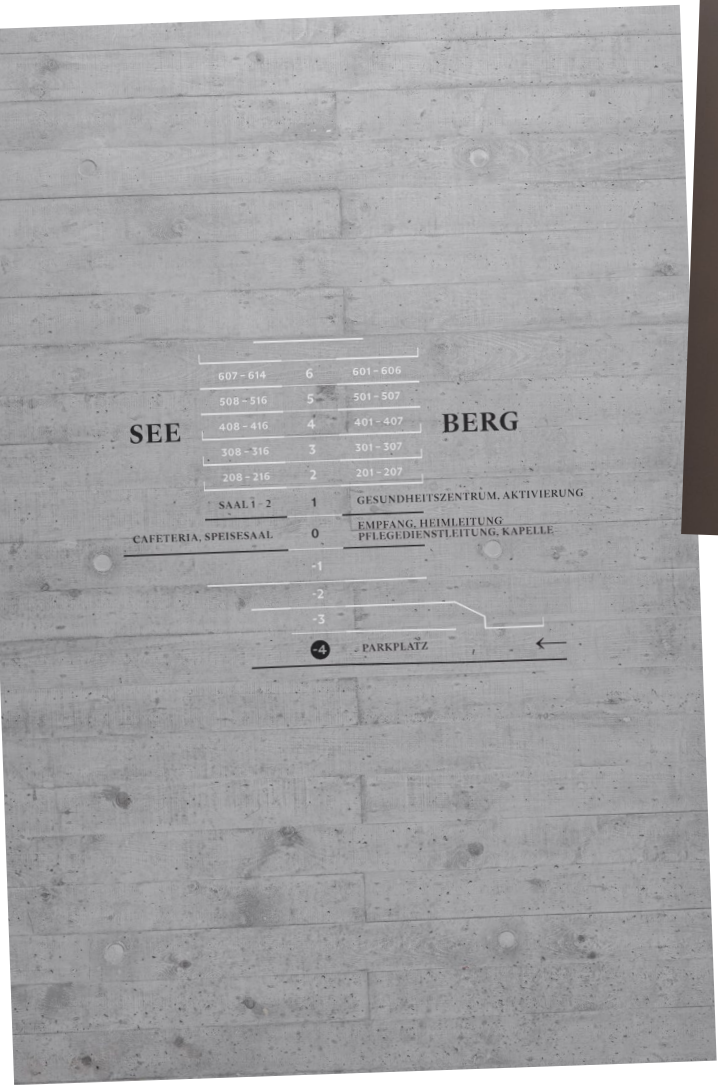 607 – 614 6 601 – 606
508 – 516 5 501 – 507
SEE 408 – 416 4 401 – 407 BERG
308 – 316 3 301 – 307
208 – 216 2 201 – 207
SAAL 1 - 2 1 GESUNDHEITSZENTRUM, AKTIVIERUNG
CAFETERIA, SPEISESAAL 0 EMPFANG, HEIMLEITUNG
PFLEGEDIENSTLEITUNG, KAPELLE
-1
-2
-3
-4 PARKPLATZ ←